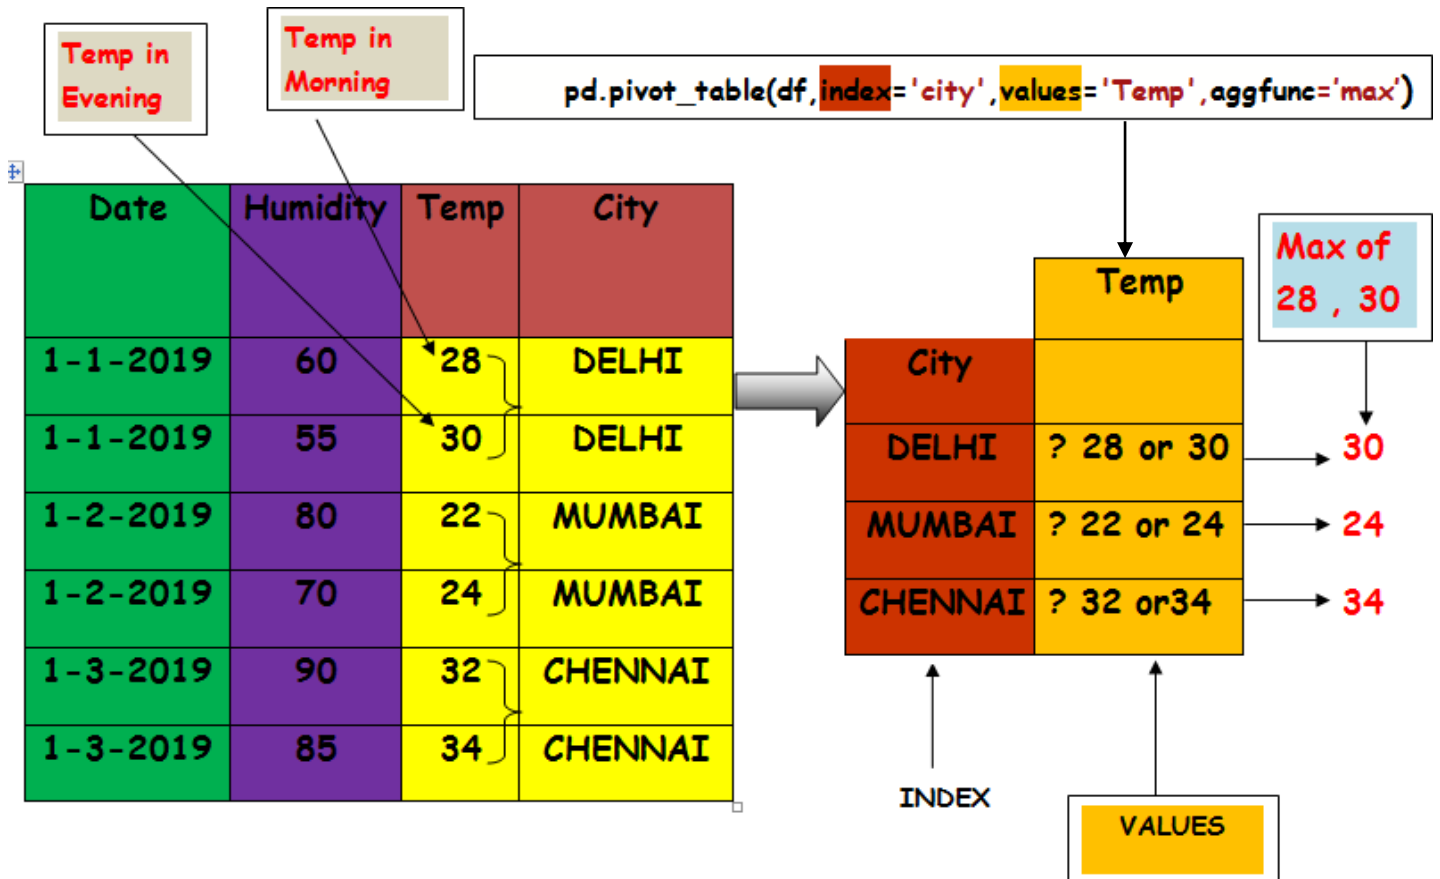 Temp in
Evening
Temp in
Morning
pd.pivot_table(df,index='city',values='Temp',aggfunc='max')
Date Humidity Temp City
1-1-2019 60 28 DELHI
1-1-2019 55 30 DELHI
1-2-2019 80 22 MUMBAI
1-2-2019 70 24 MUMBAI
1-3-2019 90 32 CHENNAI
1-3-2019 85 34 CHENNAI
Temp
City
DELHI ? 28 or 30
MUMBAI ? 22 or 24
CHENNAI ? 32 or34
Max of
28 , 30
30
24
34
INDEX
VALUES